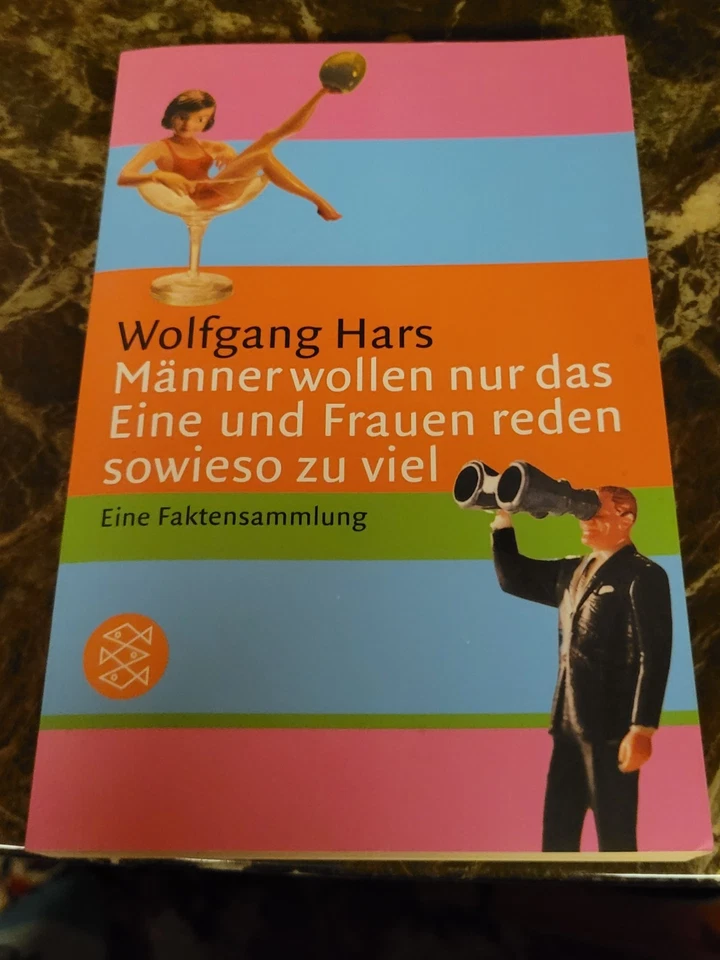 Wolfgang Hars
Männer wollen nur das
Eine und Frauen reden
sowieso zu viel
Eine Faktensammlung